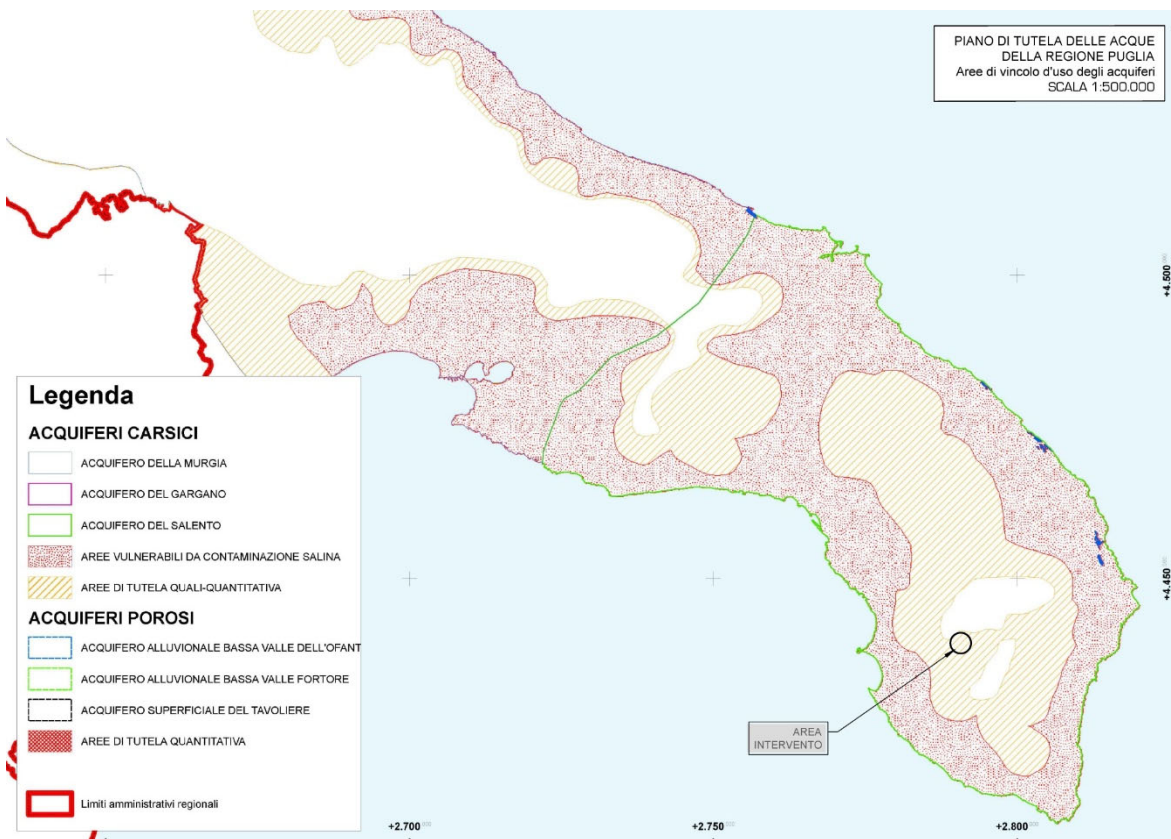 PIANO DI TUTELA DELLE ACQUE
DELLA REGIONE PUGLIA
Aree di vincolo d'uso degli acquiferi
SCALA 1:500.000
+4.500
+4.450
Legenda
ACQUIFERI CARSICI
ACQUIFERO DELLA MURGIA
ACQUIFERO DEL GARGANO
ACQUIFERO DEL SALENTO
AREE VULNERABILI DA CONTAMINAZIONE SALINA
AREE DI TUTELA QUALI-QUANTITATIVA
ACQUIFERI POROSI
ACQUIFERO ALLUVIONALE BASSA VALLE DELL'OFANT
ACQUIFERO ALLUVIONALE BASSA VALLE FORTORE
ACQUIFERO SUPERFICIALE DEL TAVOLIERE
AREE DI TUTELA QUANTITATIVA
Limiti amministrativi regionali
AREA
INTERVENTO
+2.700
+2.750
+2.800